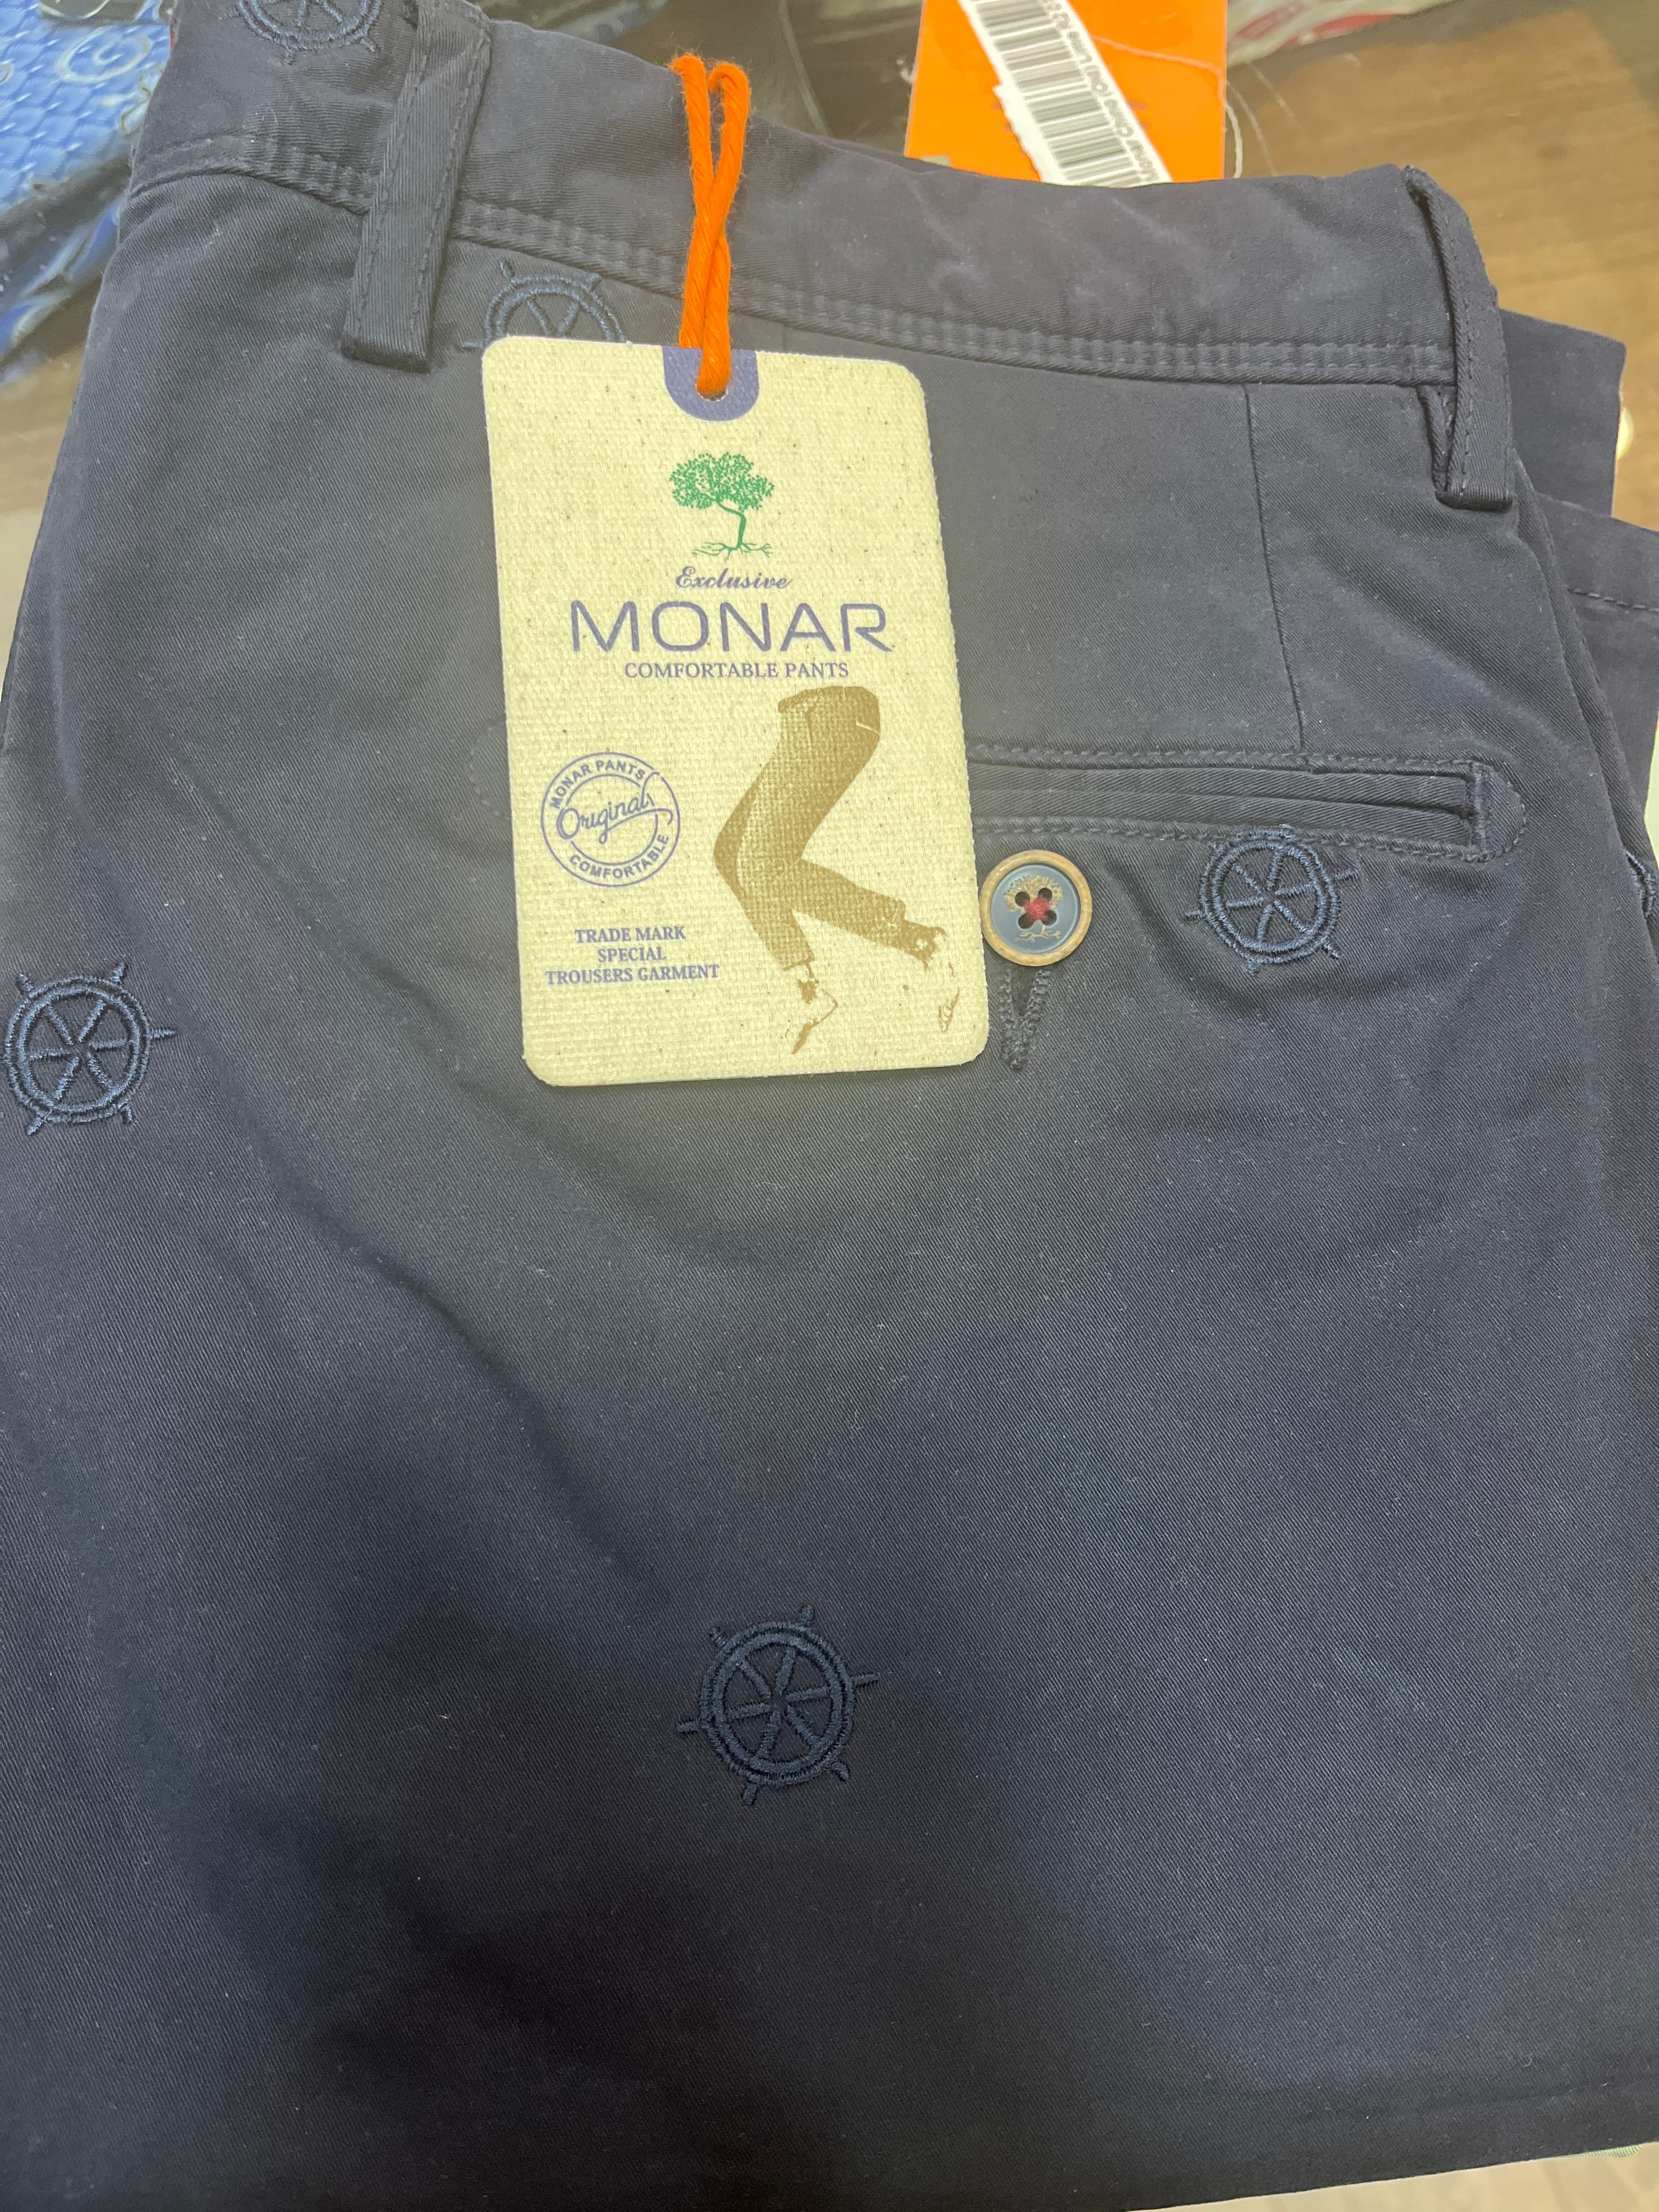 Exclusive
MONAR
COMFORTABLE PANTS
MONAR PANTS
Original
COMFORTABLE
TRADE MARK
SPECIAL
TROUSERS GARMENT